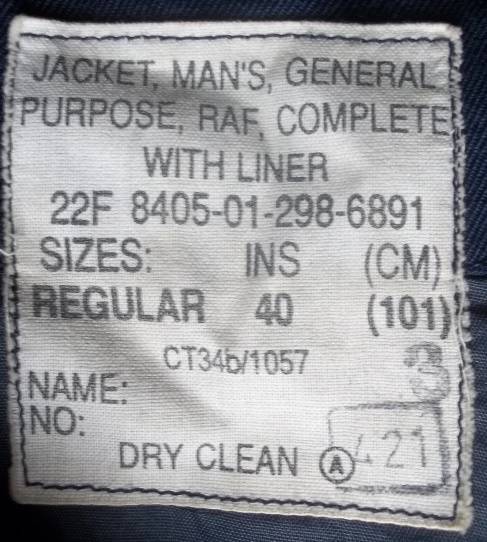 JACKET, MAN'S, GENERAL
PURPOSE, RAF, COMPLETE
WITH LINER
22F 8405-01-298-6891
SIZES: INS (CM)
REGULAR 40 (101)
CT34b/1057
3
NAME:
NO:
DRY CLEAN A 421